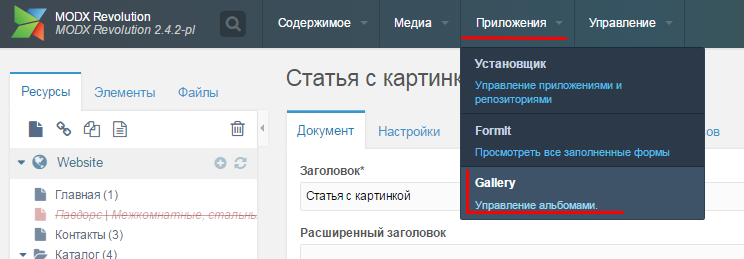 MODX Revolution
MODX Revolution 2.4.2-pl
Содержимое
Медиа
Приложения
Управление
Установщик
Управление приложениями и
репозиториями
FormIt
Просмотреть все заполненные формы
Gallery
Управление альбомами.
Ресурсы
Элементы
Файлы
Website
Главная (1)
Павдорс | Межкомнатные,
Контакты (3)
Каталог (4)
Статья с картинк
Документ
Настройки
ов
Заголовок*
Статья с картинкой
Расширенный заголовок